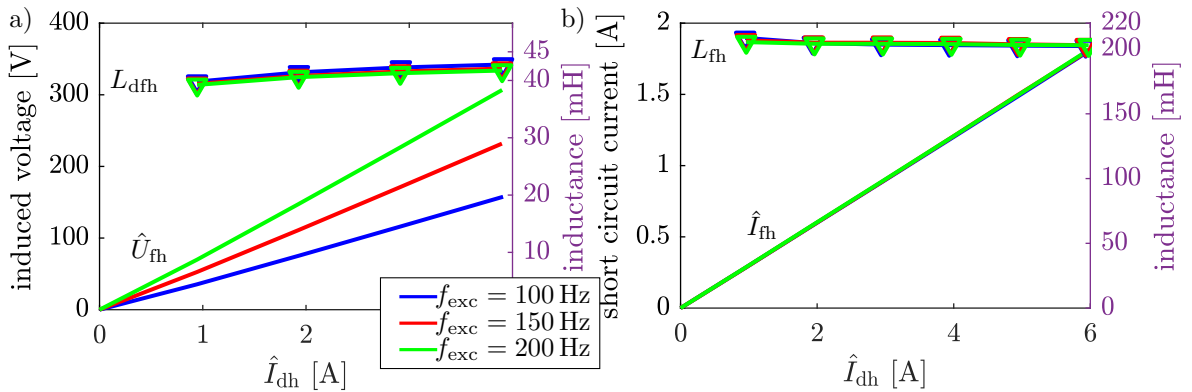 a)
400
300
200
100
0
induced voltage [V]
0
1
2
Î_dh [A]
45
40
30
20
10
inductance [mH]
L_dfh
Û_fh
f_exc = 100 Hz
f_exc = 150 Hz
f_exc = 200 Hz
b)
2
1.5
1
0.5
0
short circuit current [A]
0
2
4
6
Î_dh [A]
220
200
150
100
50
0
inductance [mH]
L_fh
Î_fh